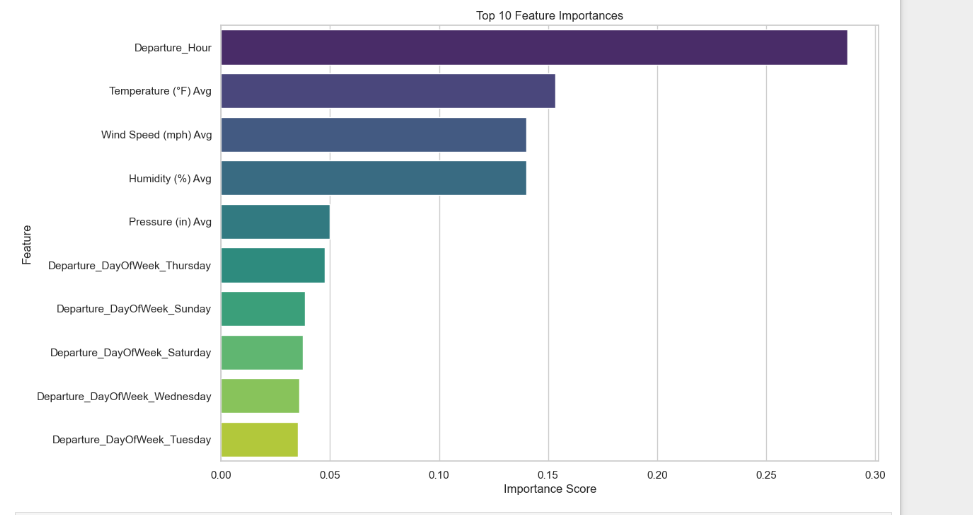 Top 10 Feature Importances
Departure_Hour
Temperature (°F) Avg
Wind Speed (mph) Avg
Humidity (%) Avg
Pressure (in) Avg
Departure_DayOfWeek_Thursday
Departure_DayOfWeek_Sunday
Departure_DayOfWeek_Saturday
Departure_DayOfWeek_Wednesday
Departure_DayOfWeek_Tuesday
Feature
0.00 0.05 0.10 0.15 0.20 0.25 0.30
Importance Score